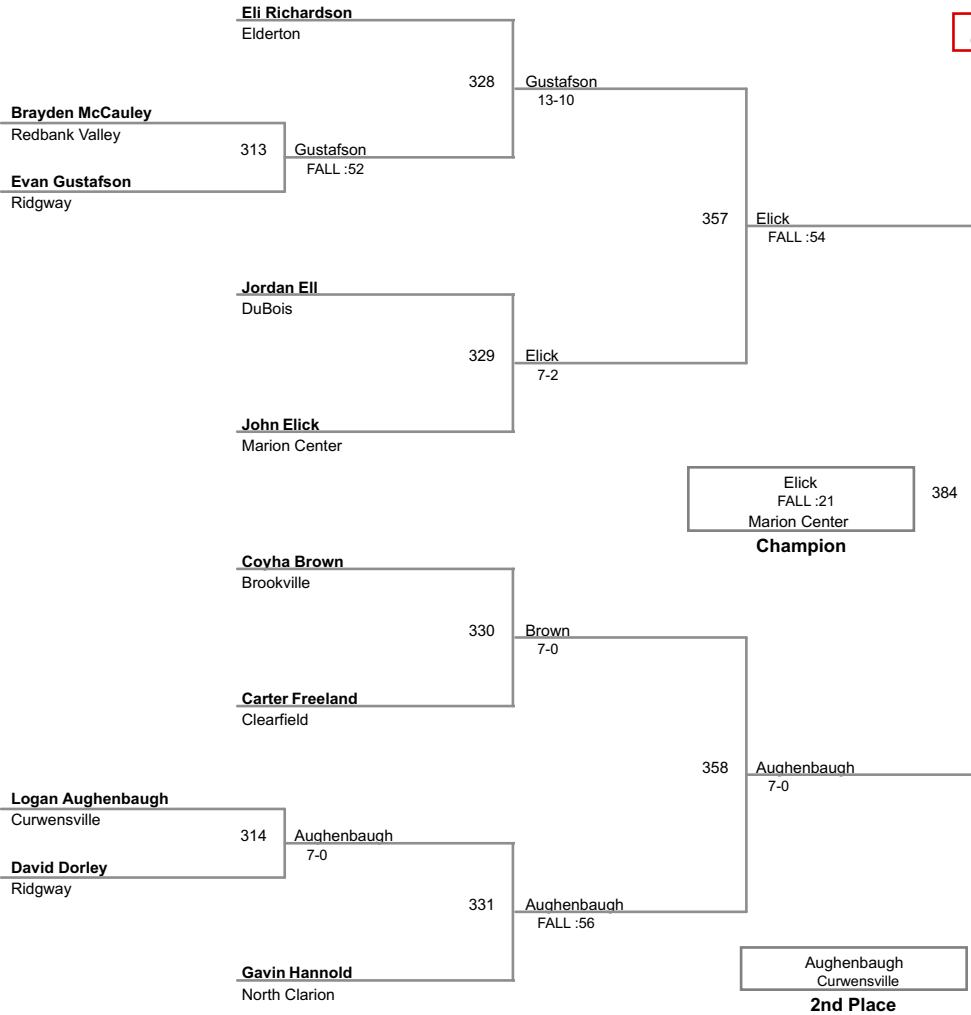 Eli Richardson
Elderton
328
Gustafson
13-10
Brayden McCauley
Redbank Valley
313
Gustafson
FALL :52
Evan Gustafson
Ridgway
357
Elick
FALL :54
Jordan Ell
DuBois
329
Elick
7-2
John Elick
Marion Center
Elick
FALL :21
Marion Center
384
Champion
Coyha Brown
Brookville
330
Brown
7-0
Carter Freeland
Clearfield
358
Aughenbaugh
7-0
Logan Aughenbaugh
Curwensville
314
Aughenbaugh
7-0
David Dorley
Ridgway
331
Aughenbaugh
FALL :56
Gavin Hannold
North Clarion
Aughenbaugh
Curwensville
2nd Place